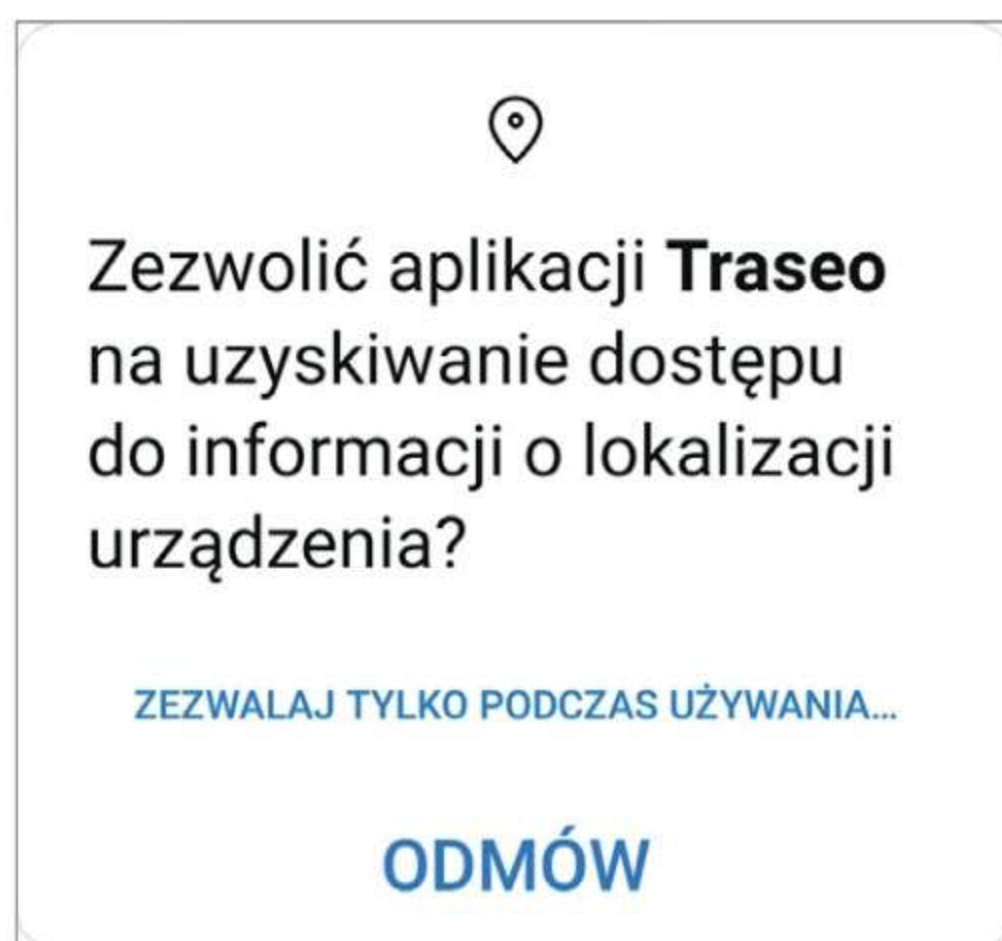 Zezwolić aplikacji Traseo
na uzyskiwanie dostępu
do informacji o lokalizacji
urządzenia?
ZEZWALAJ TYLKO PODCZAS UŻYWANIA…
ODMÓW